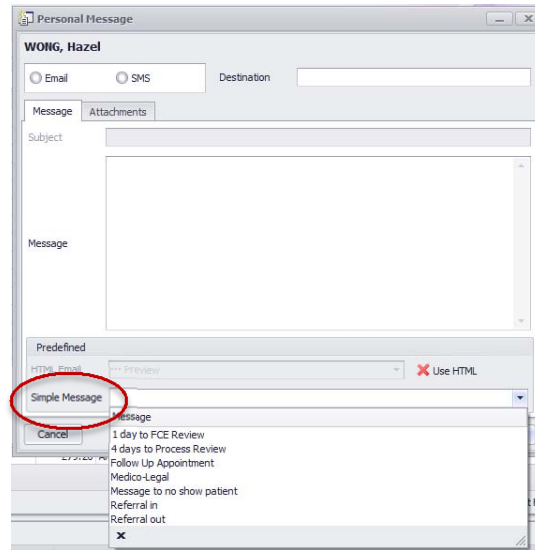 Personal Message
WONG, Hazel
Email SMS Destination
Message Attachments
Subject
Message
Predefined
HTML Email *** Preview Use HTML
Simple Message
Message
Cancel 1 day to FCE Review
4 days to Process Review
Follow Up Appointment
Medico-Legal
Message to no show patient
Referral in
Referral out